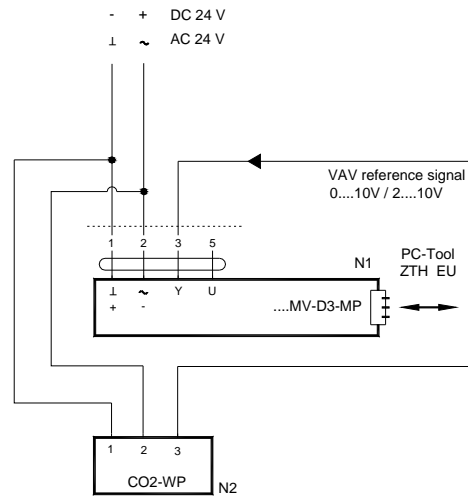 - + DC 24 V
⊥ ~ AC 24 V
VAV reference signal
0....10V / 2....10V
1 2 3 5
N1
PC-Tool
ZTH EU
⊥ ~ Y U
+ -
....MV-D3-MP
1 2 3
CO2-WP
N2